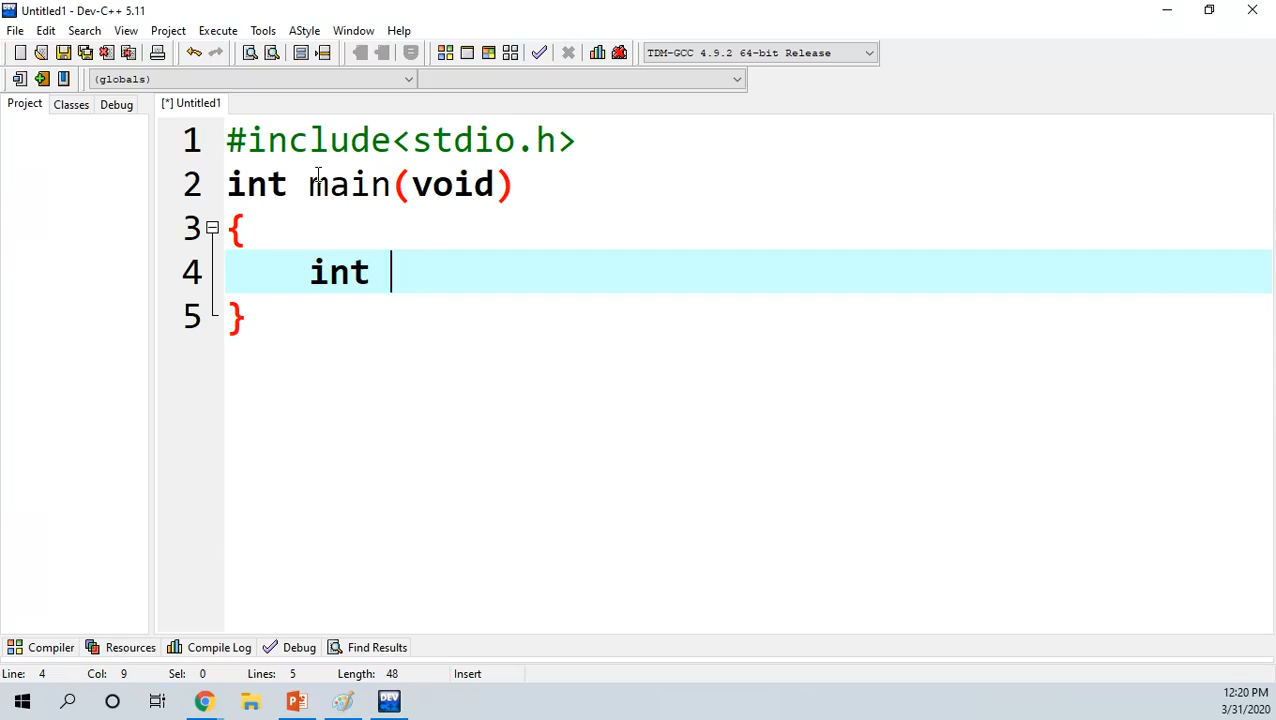 Untitled1 - Dev-C++ 5.11
File Edit Search View Project Execute Tools AStyle Window Help
TDM-GCC 4.9.2 64-bit Release
(globals)
Project Classes Debug [*] Untitled1
1 #include<stdio.h>
2 int main(void)
3 {
4 int
5 }
Compiler Resources Compile Log Debug Find Results
Line: 4 Col: 9 Sel: 0 Lines: 5 Length: 48 Insert
DEV
12:20 PM
3/31/2020